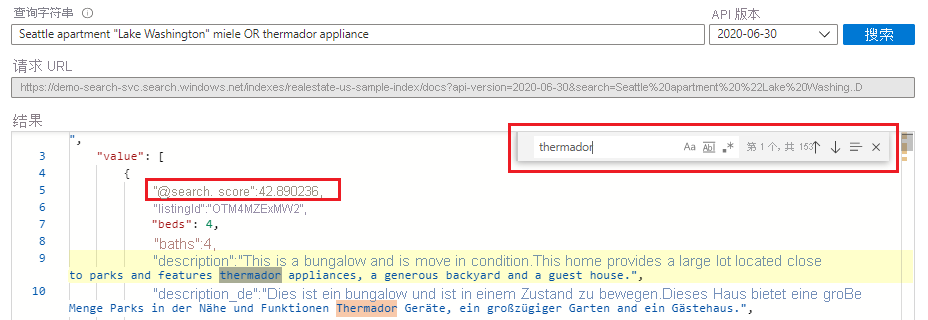 查询字符串
API 版本
Seattle apartment "Lake Washington" miele OR thermador appliance
2020-06-30
搜索
请求 URL
https://demo-search-svc.search.windows.net/indexes/realestate-us-sample-index/docs?api-version=2020-06-30&search=Seattle%20apartment%20%22Lake%20Washing..D
结果
",
thermador
Aa Abl .*
第 1 个, 共 153
3 "value": [
4 {
5 "@search. score":42.890236,
6 "listingId":"OTM4MZExMW2",
7 "beds": 4,
8 "baths":4,
9 "description":"This is a bungalow and is move in condition.This home provides a large lot located close
to parks and features thermador appliances, a generous backyard and a guest house.",
10 "description_de":"Dies ist ein bungalow und ist in einem Zustand zu bewegen.Dieses Haus bietet eine groBe
Menge Parks in der Nähe und Funktionen Thermador Geräte, ein großzügiger Garten and ein Gästehaus.",